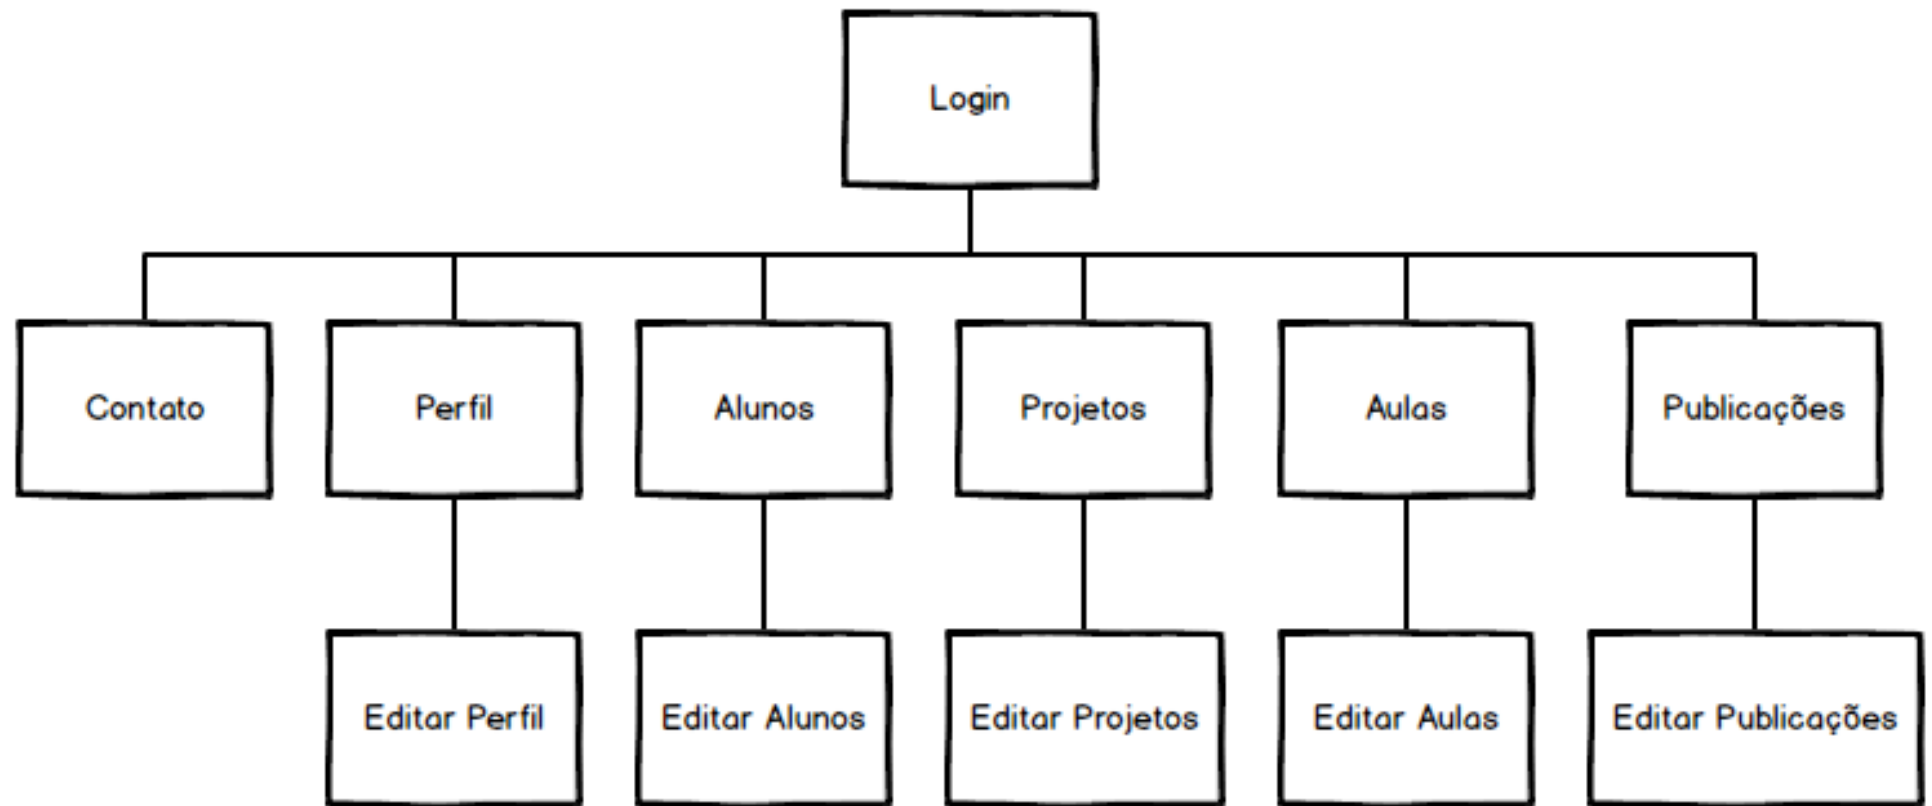 Login
Contato
Perfil
Alunos
Projetos
Aulas
Publicações
Editar Perfil
Editar Alunos
Editar Projetos
Editar Aulas
Editar Publicações